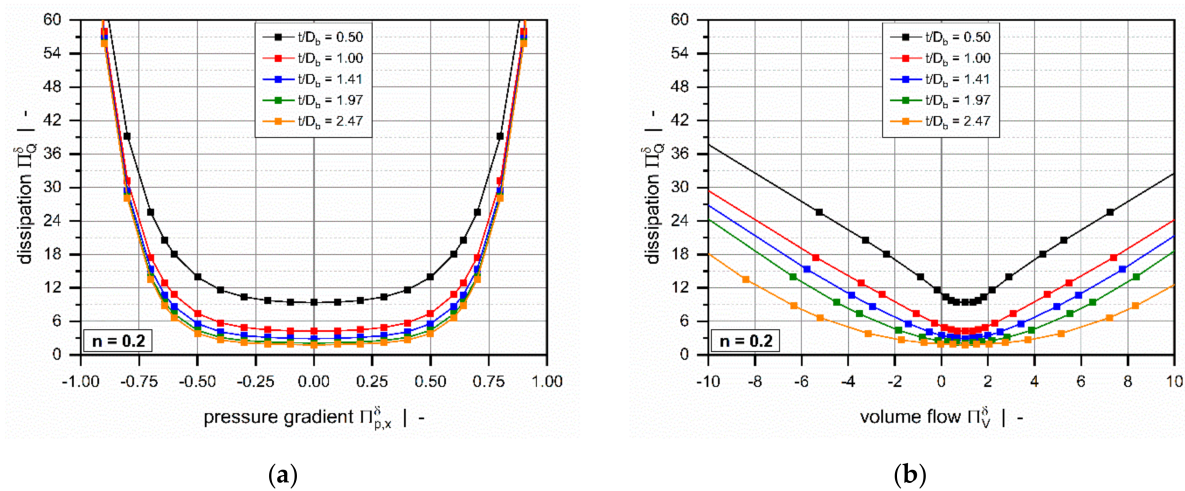 60
54
48
42
36
30
24
18
12
6
0
dissipation Π^δ_Q | -
t/D_b = 0.50
t/D_b = 1.00
t/D_b = 1.41
t/D_b = 1.97
t/D_b = 2.47
n = 0.2
-1.00 -0.75 -0.50 -0.25 0.00 0.25 0.50 0.75 1.00
pressure gradient Π^δ_p,x | -
(a)
60
54
48
42
36
30
24
18
12
6
0
dissipation Π^δ_Q | -
t/D_b = 0.50
t/D_b = 1.00
t/D_b = 1.41
t/D_b = 1.97
t/D_b = 2.47
n = 0.2
-10 -8 -6 -4 -2 0 2 4 6 8 10
volume flow Π^δ_V | -
(b)